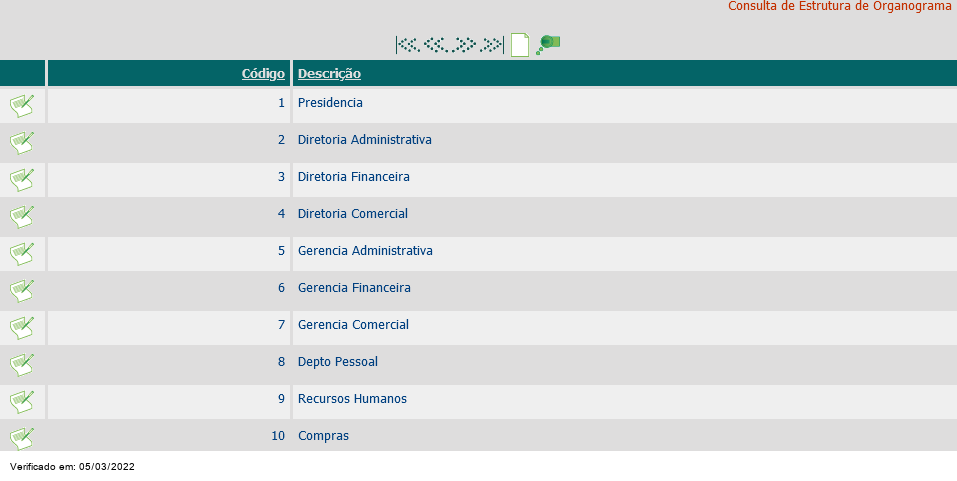 Consulta de Estrutura de Organograma
Código Descrição
1 Presidencia
2 Diretoria Administrativa
3 Diretoria Financeira
4 Diretoria Comercial
5 Gerencia Administrativa
6 Gerencia Financeira
7 Gerencia Comercial
8 Depto Pessoal
9 Recursos Humanos
10 Compras
Verificado em: 05/03/2022